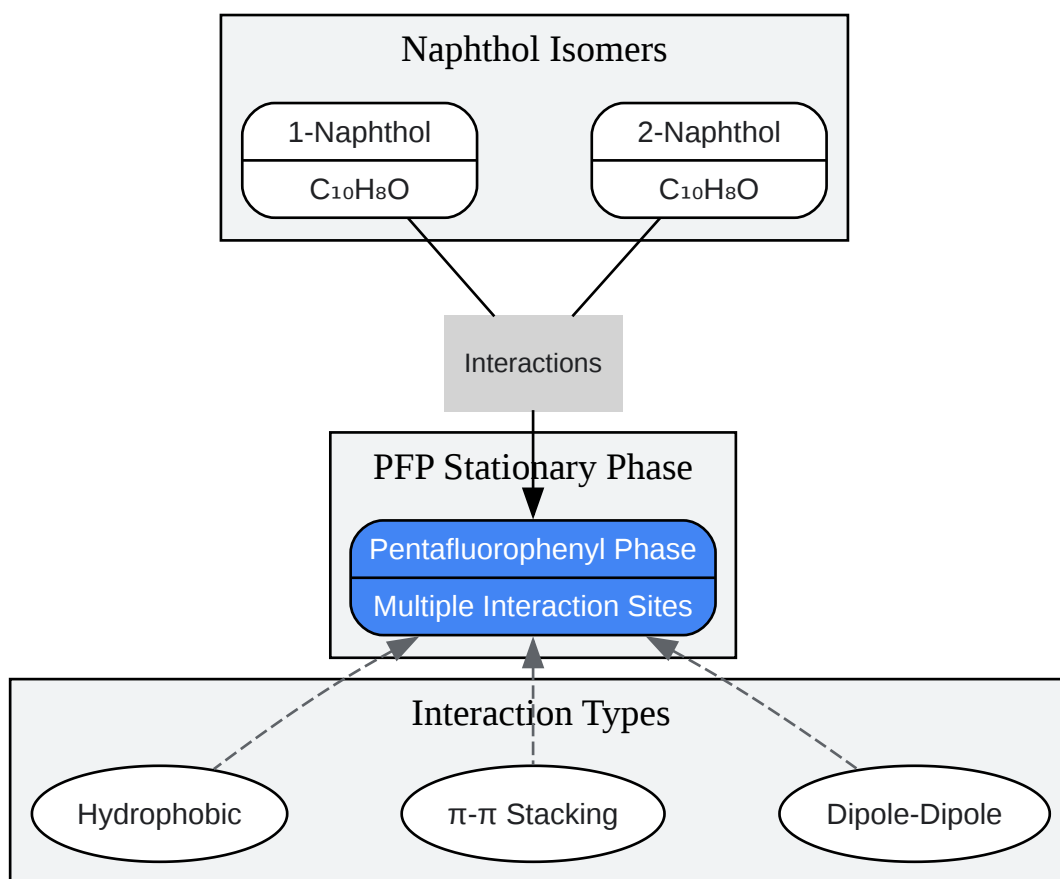 Naphthol Isomers
1-Naphthol
2-Naphthol
C₁₀H₈O
C₁₀H₈O
Interactions
PFP Stationary Phase
Pentafluorophenyl Phase
Multiple Interaction Sites
Interaction Types
Hydrophobic
π-π Stacking
Dipole-Dipole